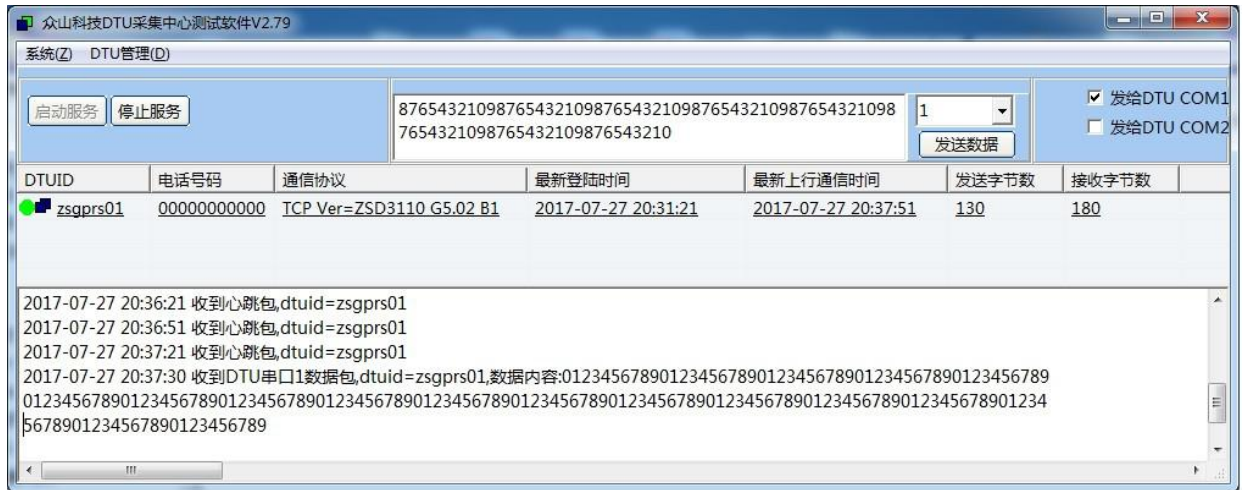 众山科技DTU采集中心测试软件V2.79
系统(Z) DTU管理(D)
启动服务 停止服务
876543210987654321098765432109876543210987654321098
7654321098765432109876543210
1
发送数据
发给DTU COM1
发给DTU COM2
DTUID 电话号码 通信协议 最新登陆时间 最新上行通信时间 发送字节数 接收字节数
zsgprs01 00000000000 TCP Ver=ZSD3110 G5.02 B1 2017-07-27 20:31:21 2017-07-27 20:37:51 130 180
2017-07-27 20:36:21 收到心跳包,dtuid=zsgprs01
2017-07-27 20:36:51 收到心跳包,dtuid=zsgprs01
2017-07-27 20:37:21 收到心跳包,dtuid=zsgprs01
2017-07-27 20:37:30 收到DTU串口1数据包,dtuid=zsgprs01,数据内容:01234567890123456789012345678901234567890123456789
012345678901234567890123456789012345678901234567890123456789012345678901234567890123456789012345678901234
5678901234567890123456789